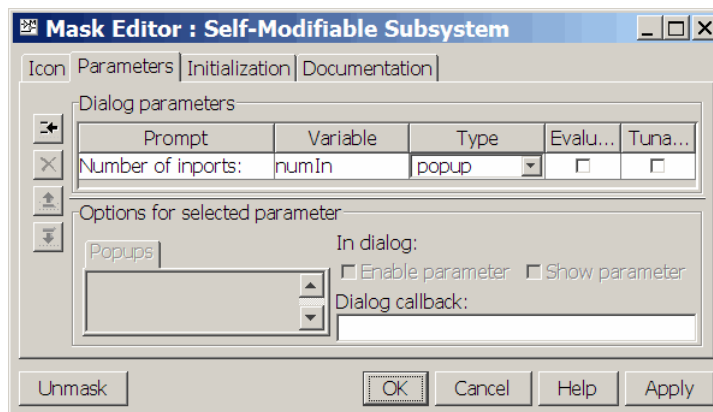 Mask Editor : Self-Modifiable Subsystem
Icon Parameters Initialization Documentation
Dialog parameters
Prompt Variable Type Evalu... Tuna...
Number of inports: numIn popup
Options for selected parameter
Popups
In dialog:
Enable parameter Show parameter
Dialog callback:
Unmask OK Cancel Help Apply